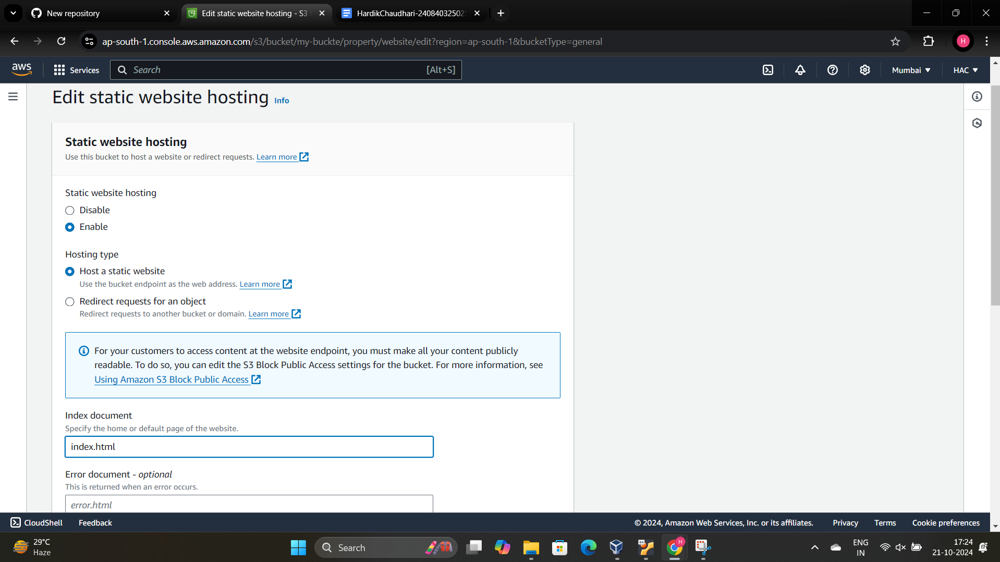 New repository
Edit static website hosting - S3
HardikChaudhari-24084032502
ap-south-1.console.aws.amazon.com/s3/bucket/my-buckte/property/website/edit?region=ap-south-1&bucketType=general
H
aws
Services
Search
[Alt+S]
Mumbai
HAC
Edit static website hosting Info
Static website hosting
Use this bucket to host a website or redirect requests. Learn more
Static website hosting
Disable
Enable
Hosting type
Host a static website
Use the bucket endpoint as the web address. Learn more
Redirect requests for an object
Redirect requests to another bucket or domain. Learn more
For your customers to access content at the website endpoint, you must make all your content publicly
readable. To do so, you can edit the S3 Block Public Access settings for the bucket. For more information, see
Using Amazon S3 Block Public Access
Index document
Specify the home or default page of the website.
index.html
Error document - optional
This is returned when an error occurs.
error.html
CloudShell
Feedback
© 2024, Amazon Web Services, Inc. or its affiliates.
Privacy
Terms
Cookie preferences
29°C
Haze
Search
64
H
ENG
IN
17:24
21-10-2024